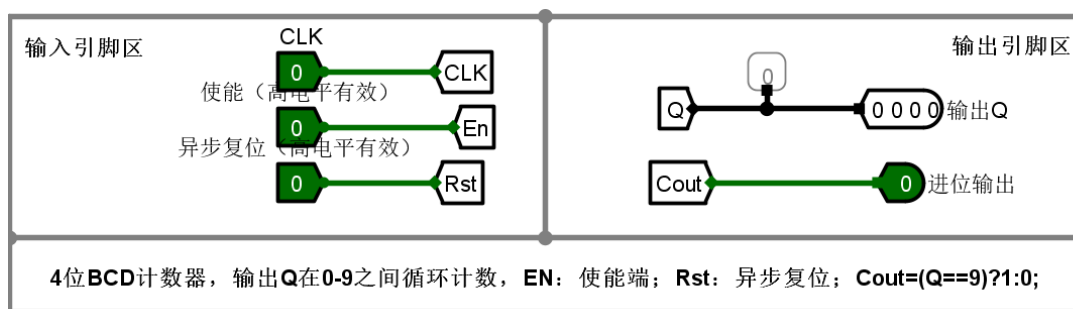 输入引脚区
CLK
0
CLK
使能（高电平有效）
0
En
异步复位（高电平有效）
0
Rst
输出引脚区
0
Q
0 0 0 0
输出Q
Cout
0
进位输出
4位BCD计数器，输出Q在0-9之间循环计数，EN：使能端；Rst：异步复位；Cout=(Q==9)?1:0;